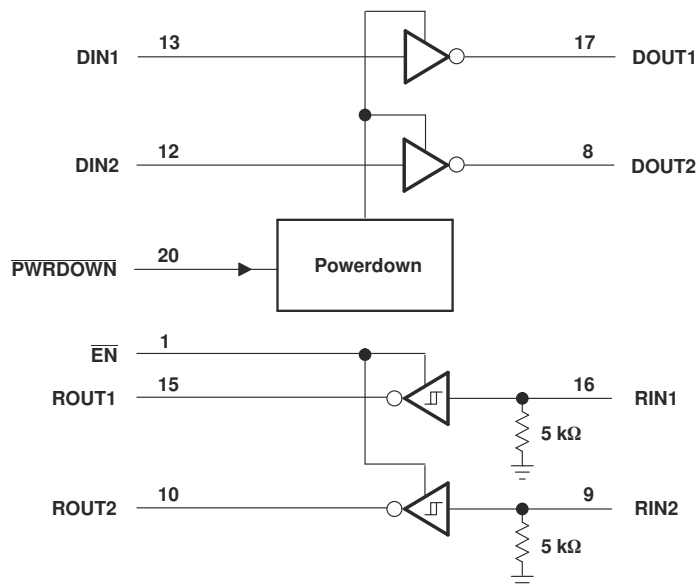 DIN1 13 17 DOUT1
DIN2 12 8 DOUT2
PWRDOWN 20 Powerdown
EN 1
ROUT1 15 16 RIN1
5 kΩ
ROUT2 10 9 RIN2
5 kΩ